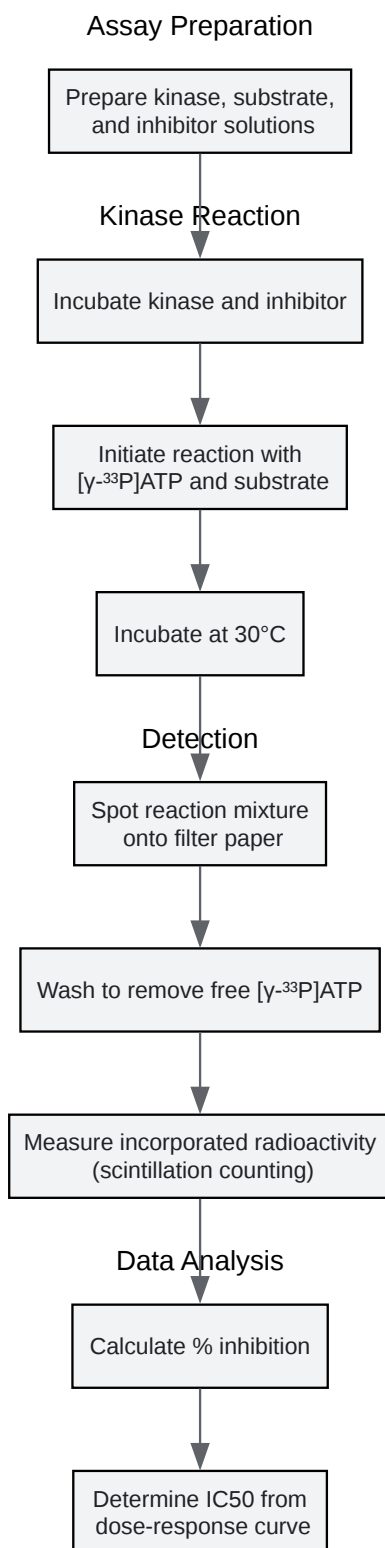 Assay Preparation
Prepare kinase, substrate,
and inhibitor solutions
Kinase Reaction
Incubate kinase and inhibitor
Initiate reaction with
[γ-³³P]ATP and substrate
Incubate at 30°C
Detection
Spot reaction mixture
onto filter paper
Wash to remove free [γ-³³P]ATP
Measure incorporated radioactivity
(scintillation counting)
Data Analysis
Calculate % inhibition
Determine IC50 from
dose-response curve